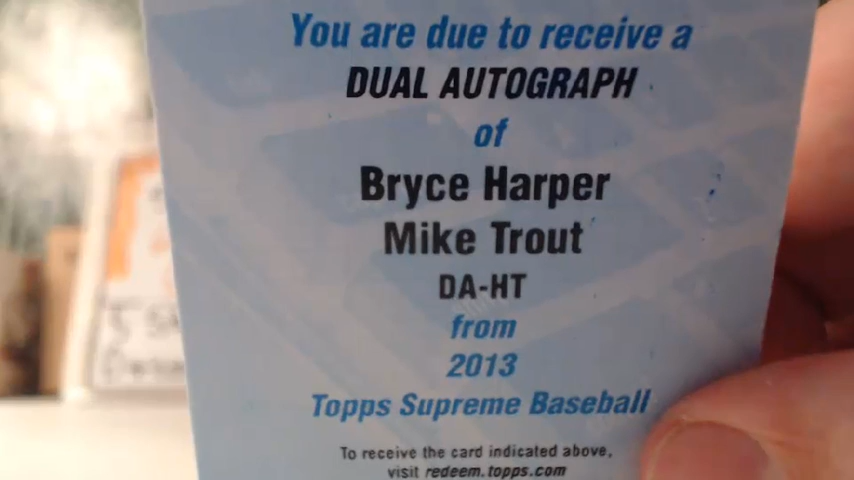 You are due to receive a
DUAL AUTOGRAPH
of
Bryce Harper
Mike Trout
DA-HT
from
2013
Topps Supreme Baseball
To receive the card indicated above,
visit redeem.topps.com